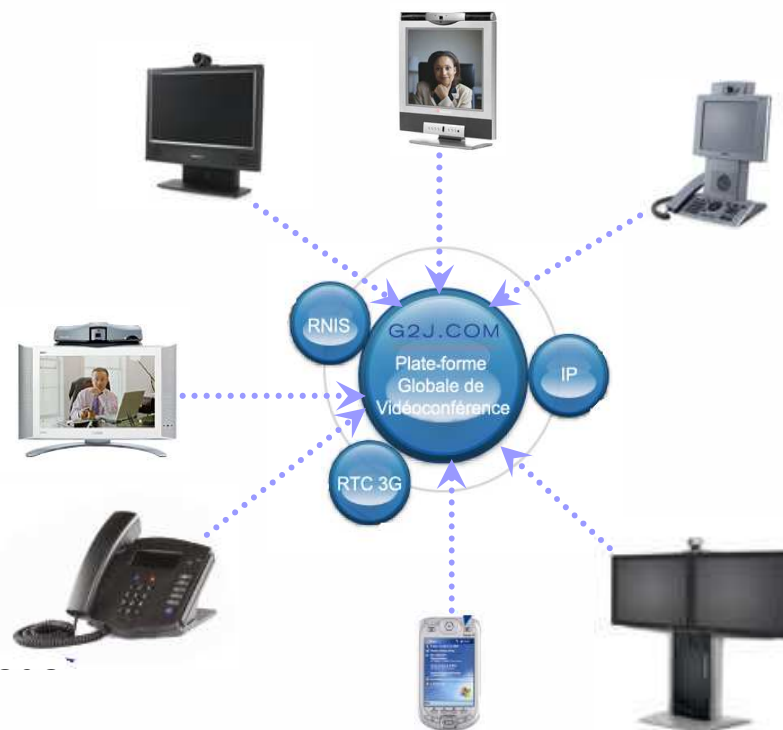 RNIS
G2J.COM
Plate-forme
Globale de
Vidéoconférence
IP
RTC 3G